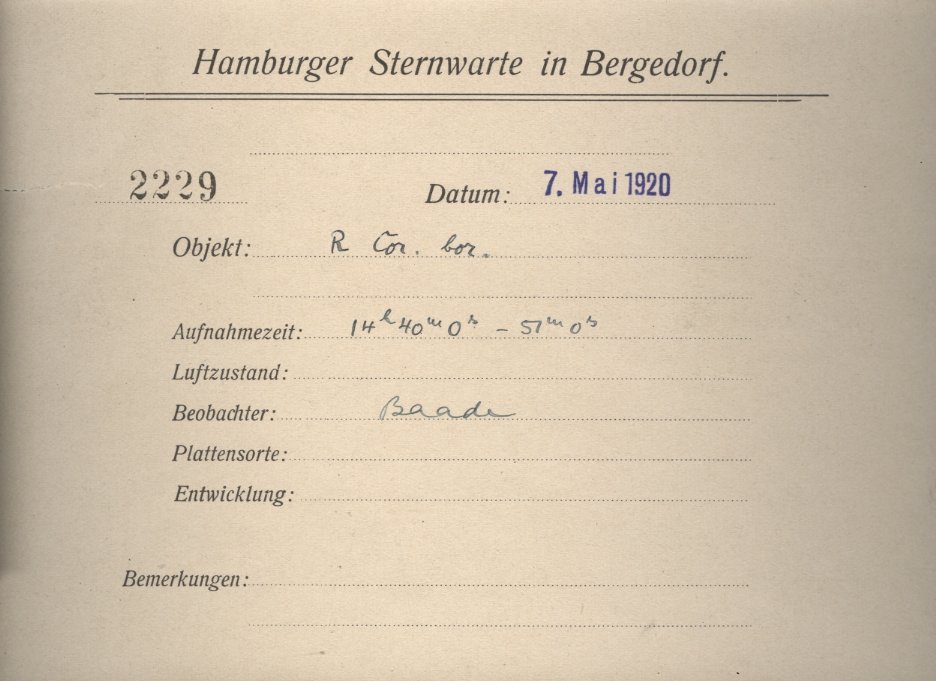 Hamburger Sternwarte in Bergedorf.
2229 Datum: 7. Mai 1920
Objekt: R Cor. bor.
Aufnahmezeit: 14h 40m 0s - 51m 0s
Luftzustand:
Beobachter: Baade
Plattensorte:
Entwicklung:
Bemerkungen: